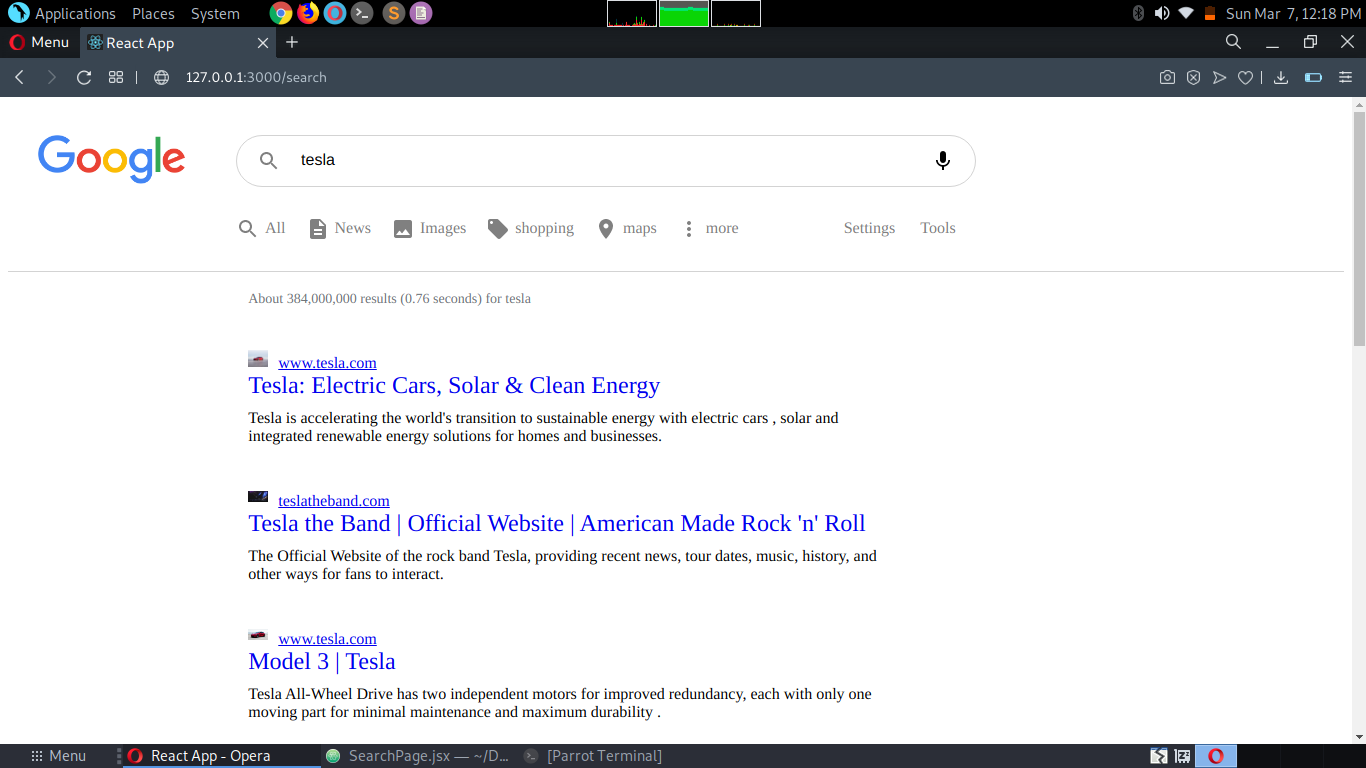 Applications Places System
Sun Mar 7, 12:18 PM
Menu React App
127.0.0.1:3000/search
Google tesla
All News Images shopping maps more Settings Tools
About 384,000,000 results (0.76 seconds) for tesla
www.tesla.com
Tesla: Electric Cars, Solar & Clean Energy
Tesla is accelerating the world's transition to sustainable energy with electric cars , solar and
integrated renewable energy solutions for homes and businesses.
teslatheband.com
Tesla the Band | Official Website | American Made Rock 'n' Roll
The Official Website of the rock band Tesla, providing recent news, tour dates, music, history, and
other ways for fans to interact.
www.tesla.com
Model 3 | Tesla
Tesla All-Wheel Drive has two independent motors for improved redundancy, each with only one
moving part for minimal maintenance and maximum durability .
Menu React App - Opera SearchPage.jsx — ~/D... [Parrot Terminal]